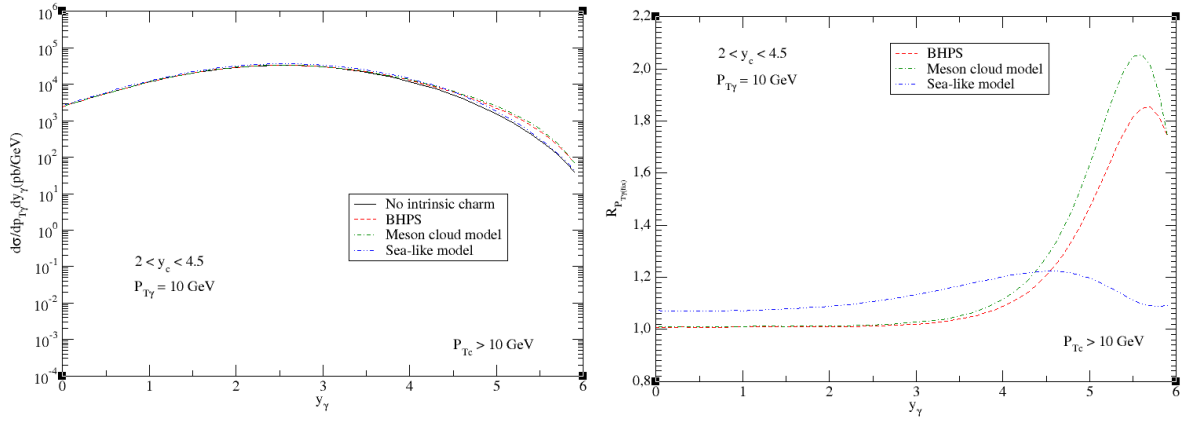 10^6
10^5
10^4
10^3
10^2
10^1
10^0
10^-1
10^-2
10^-3
10^-4
dσ/dp_Tγ dy_γ (pb/GeV)
No intrinsic charm
BHPS
Meson cloud model
Sea-like model
2 < y_c < 4.5
P_Tγ = 10 GeV
P_Tc > 10 GeV
0 1 2 3 4 5 6
y_γ
2.2
2.0
1.8
1.6
1.4
1.2
1.0
0.8
2 < y_c < 4.5
P_Tγ = 10 GeV
BHPS
Meson cloud model
Sea-like model
P_Tc > 10 GeV
0 1 2 3 4 5 6
y_γ